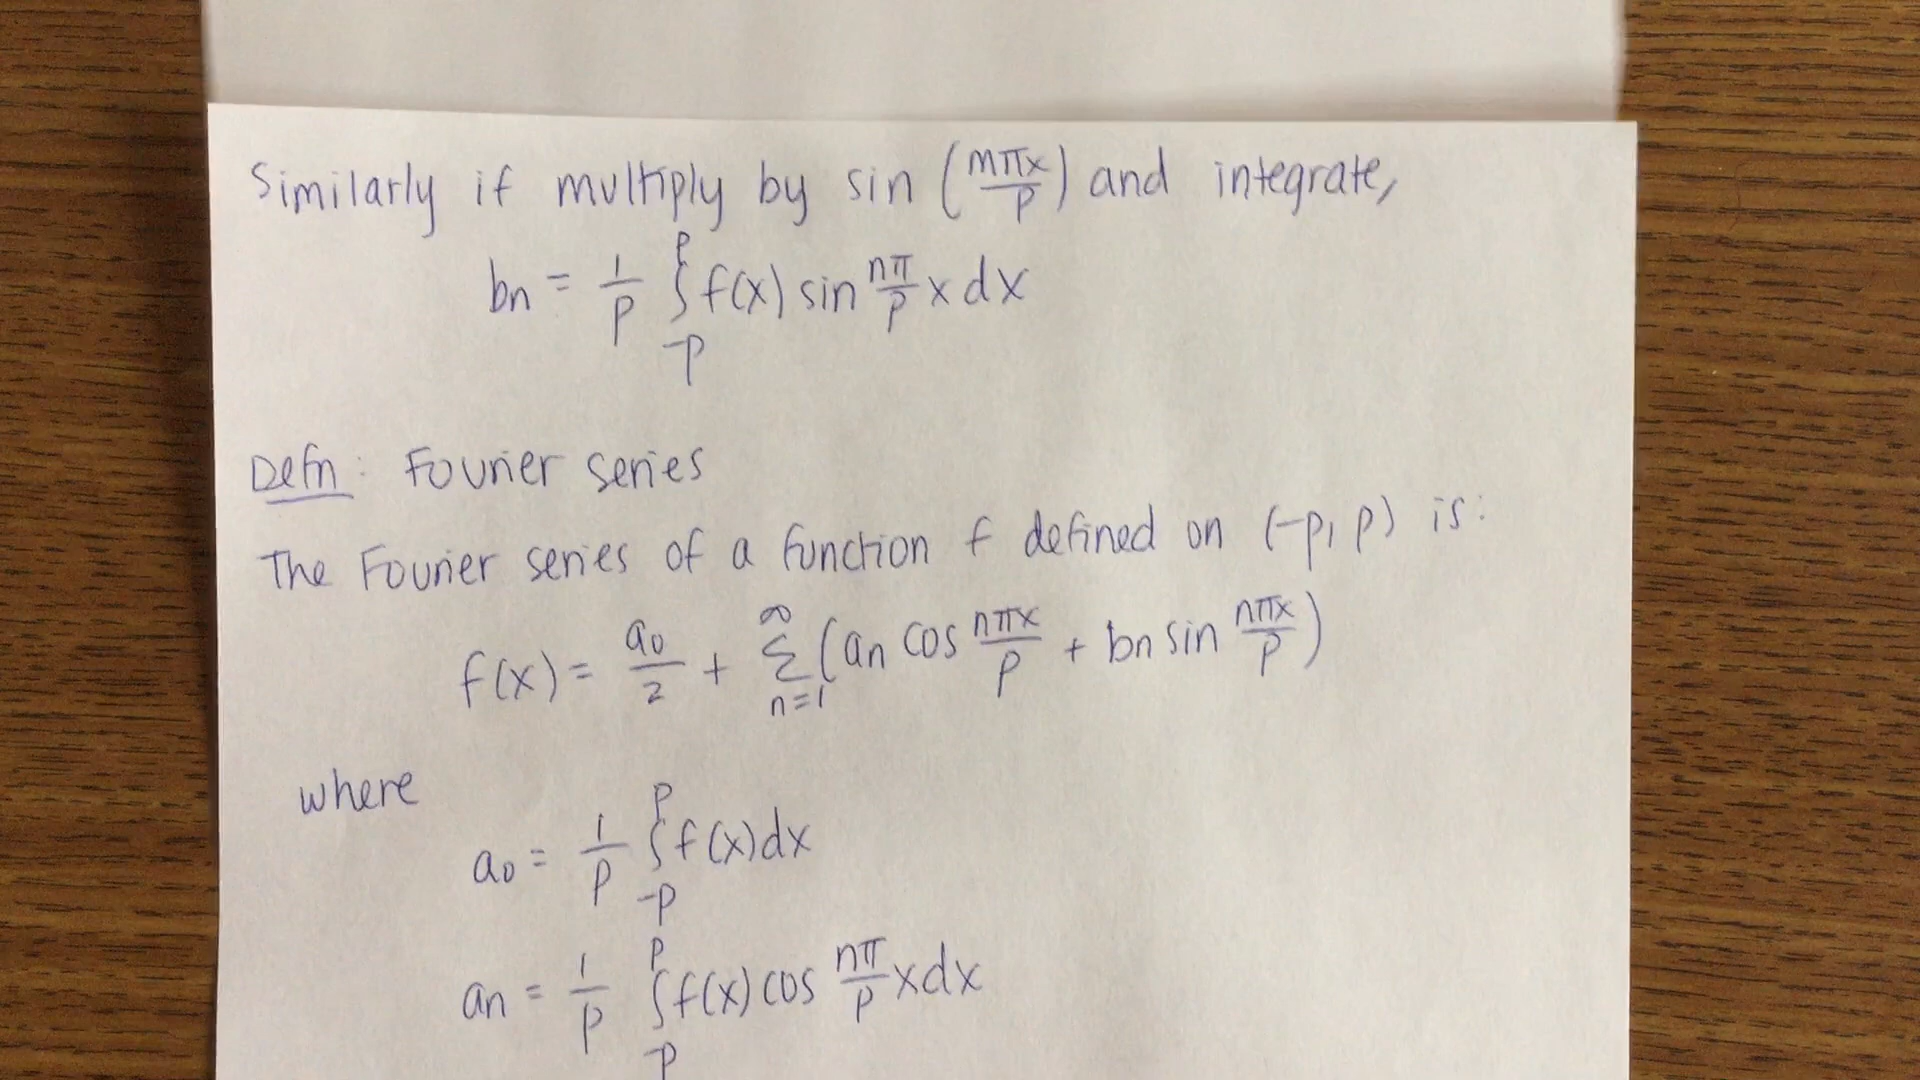 Similarly if multiply by sin (mπx/p) and integrate,
bn = 1/p ∫_{-p}^{p} f(x) sin nπ/p x dx
Defn: Fourier series
The Fourier series of a function f defined on (-p, p) is:
f(x) = a0/2 + ∑_{n=1}^{∞} (an cos nπx/p + bn sin nπx/p)
where
a0 = 1/p ∫_{-p}^{p} f(x) dx
an = 1/p ∫_{-p}^{p} f(x) cos nπ/p x dx